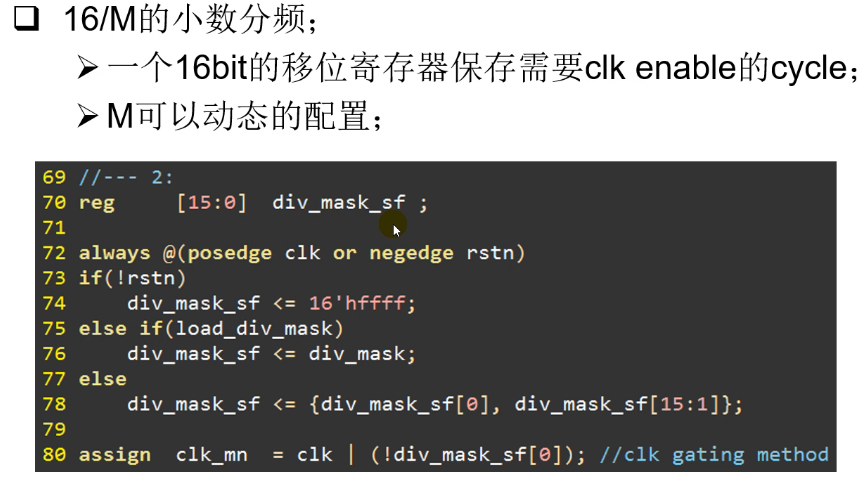 16/M的小数分频；
一个16bit的移位寄存器保存需要clk enable的cycle；
M可以动态的配置；
69 //--- 2:
70 reg [15:0] div_mask_sf ;
71
72 always @(posedge clk or negedge rstn)
73 if(!rstn)
74 div_mask_sf <= 16'hffff;
75 else if(load_div_mask)
76 div_mask_sf <= div_mask;
77 else
78 div_mask_sf <= {div_mask_sf[0], div_mask_sf[15:1]};
79
80 assign clk_mn = clk | (!div_mask_sf[0]); //clk gating method